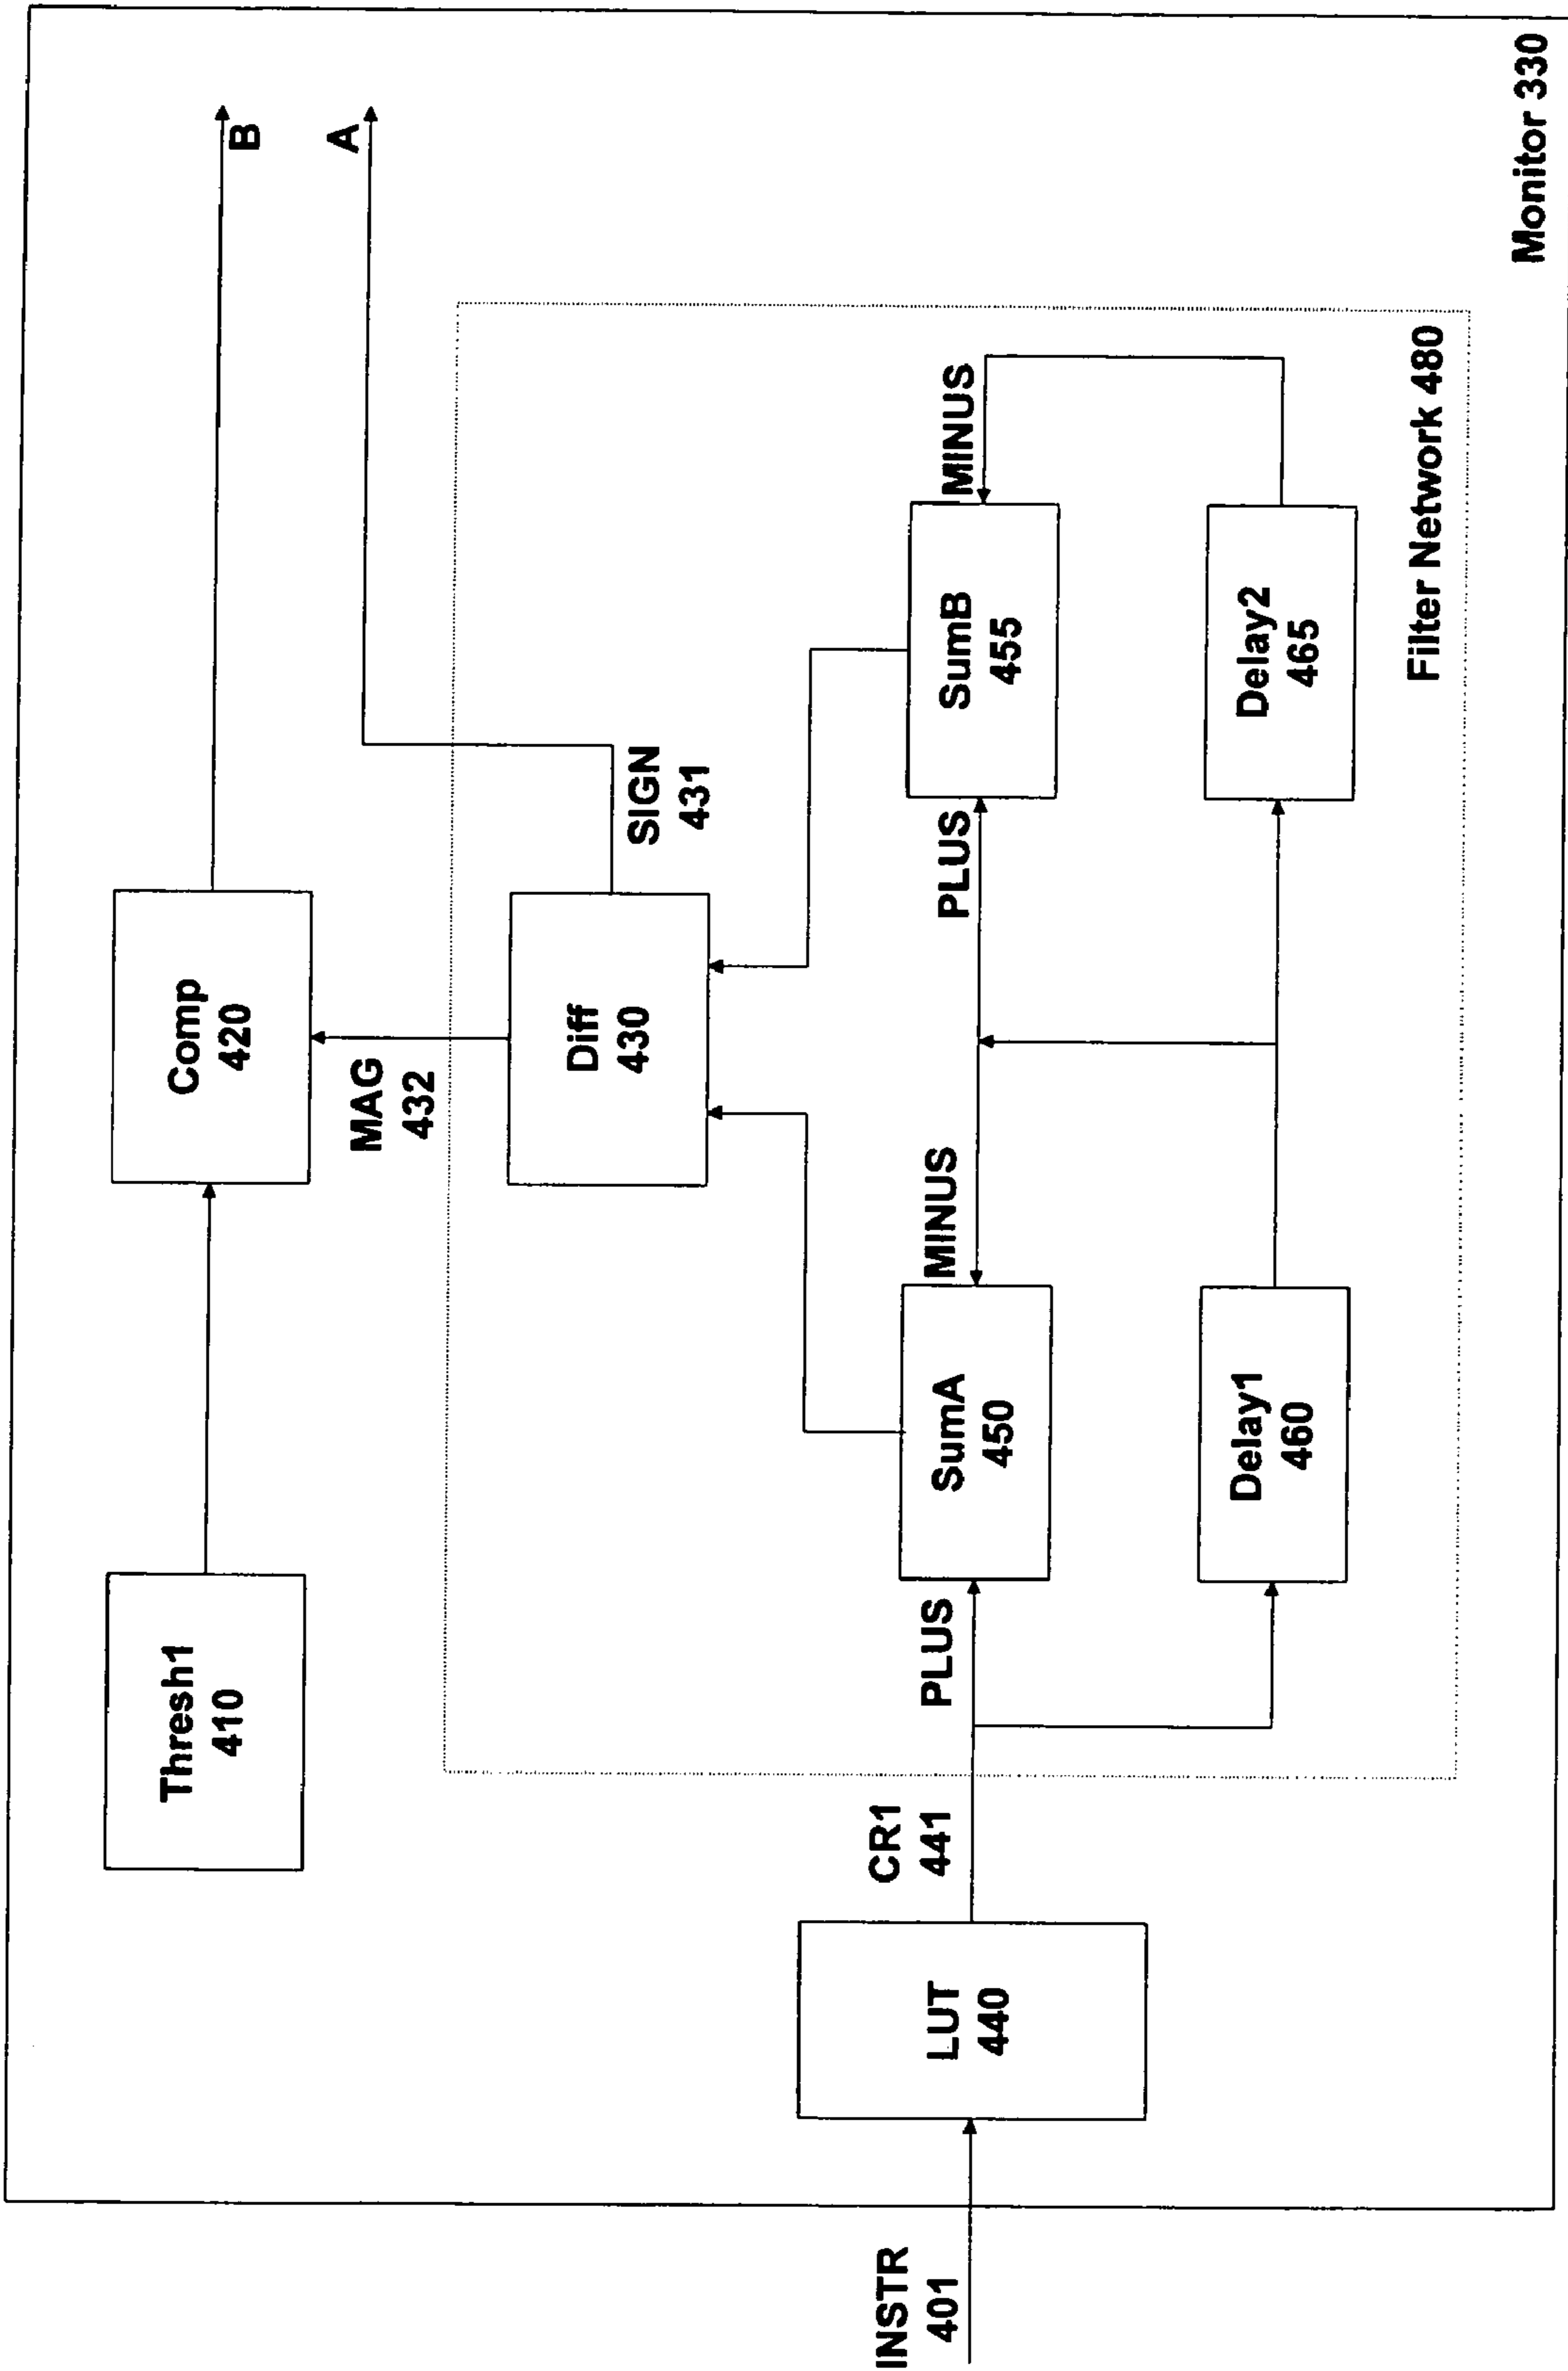 Thresh1
410
Comp
420
B
A
MAG
432
SIGN
431
Diff
430
INSTR
401
LUT
440
CR1
441
PLUS
SumA
450
MINUS
PLUS
SumB
455
MINUS
Delay1
460
Delay2
465
Filter Network 480
Monitor 330